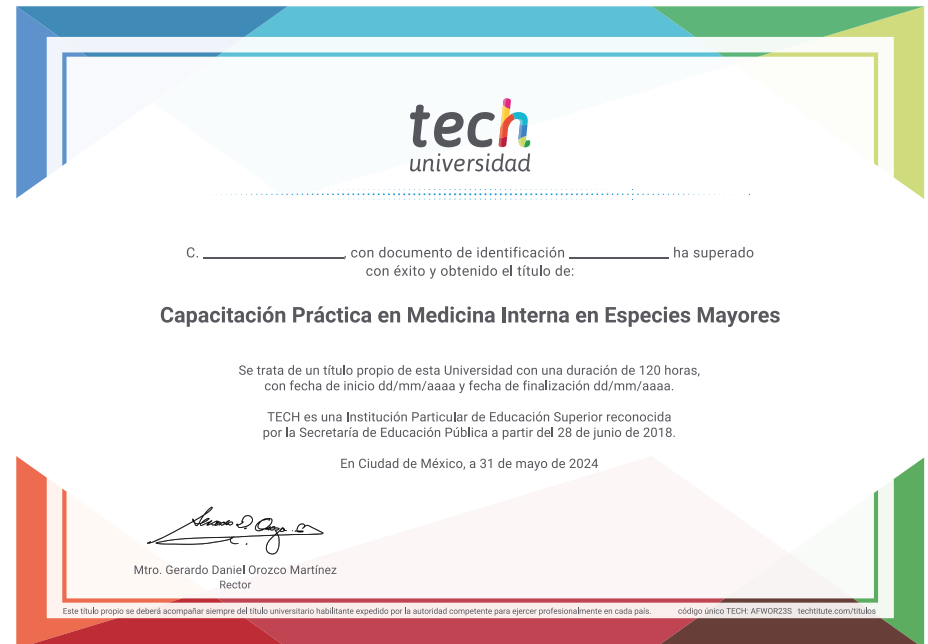 tech
universidad
C. ____________, con documento de identificación __________ ha superado
con éxito y obtenido el título de:
Capacitación Práctica en Medicina Interna en Especies Mayores
Se trata de un título propio de esta Universidad con una duración de 120 horas,
con fecha de inicio dd/mm/aaaa y fecha de finalización dd/mm/aaaa.
TECH es una Institución Particular de Educación Superior reconocida
por la Secretaría de Educación Pública a partir del 28 de junio de 2018.
En Ciudad de México, a 31 de mayo de 2024
Mtro. Gerardo Daniel Orozco Martínez
Rector
Este título propio se deberá acompañar siempre del título universitario habilitante expedido por la autoridad competente para ejercer profesionalmente en cada país. código único TECH: AFWOR23S techtitute.com/titulos